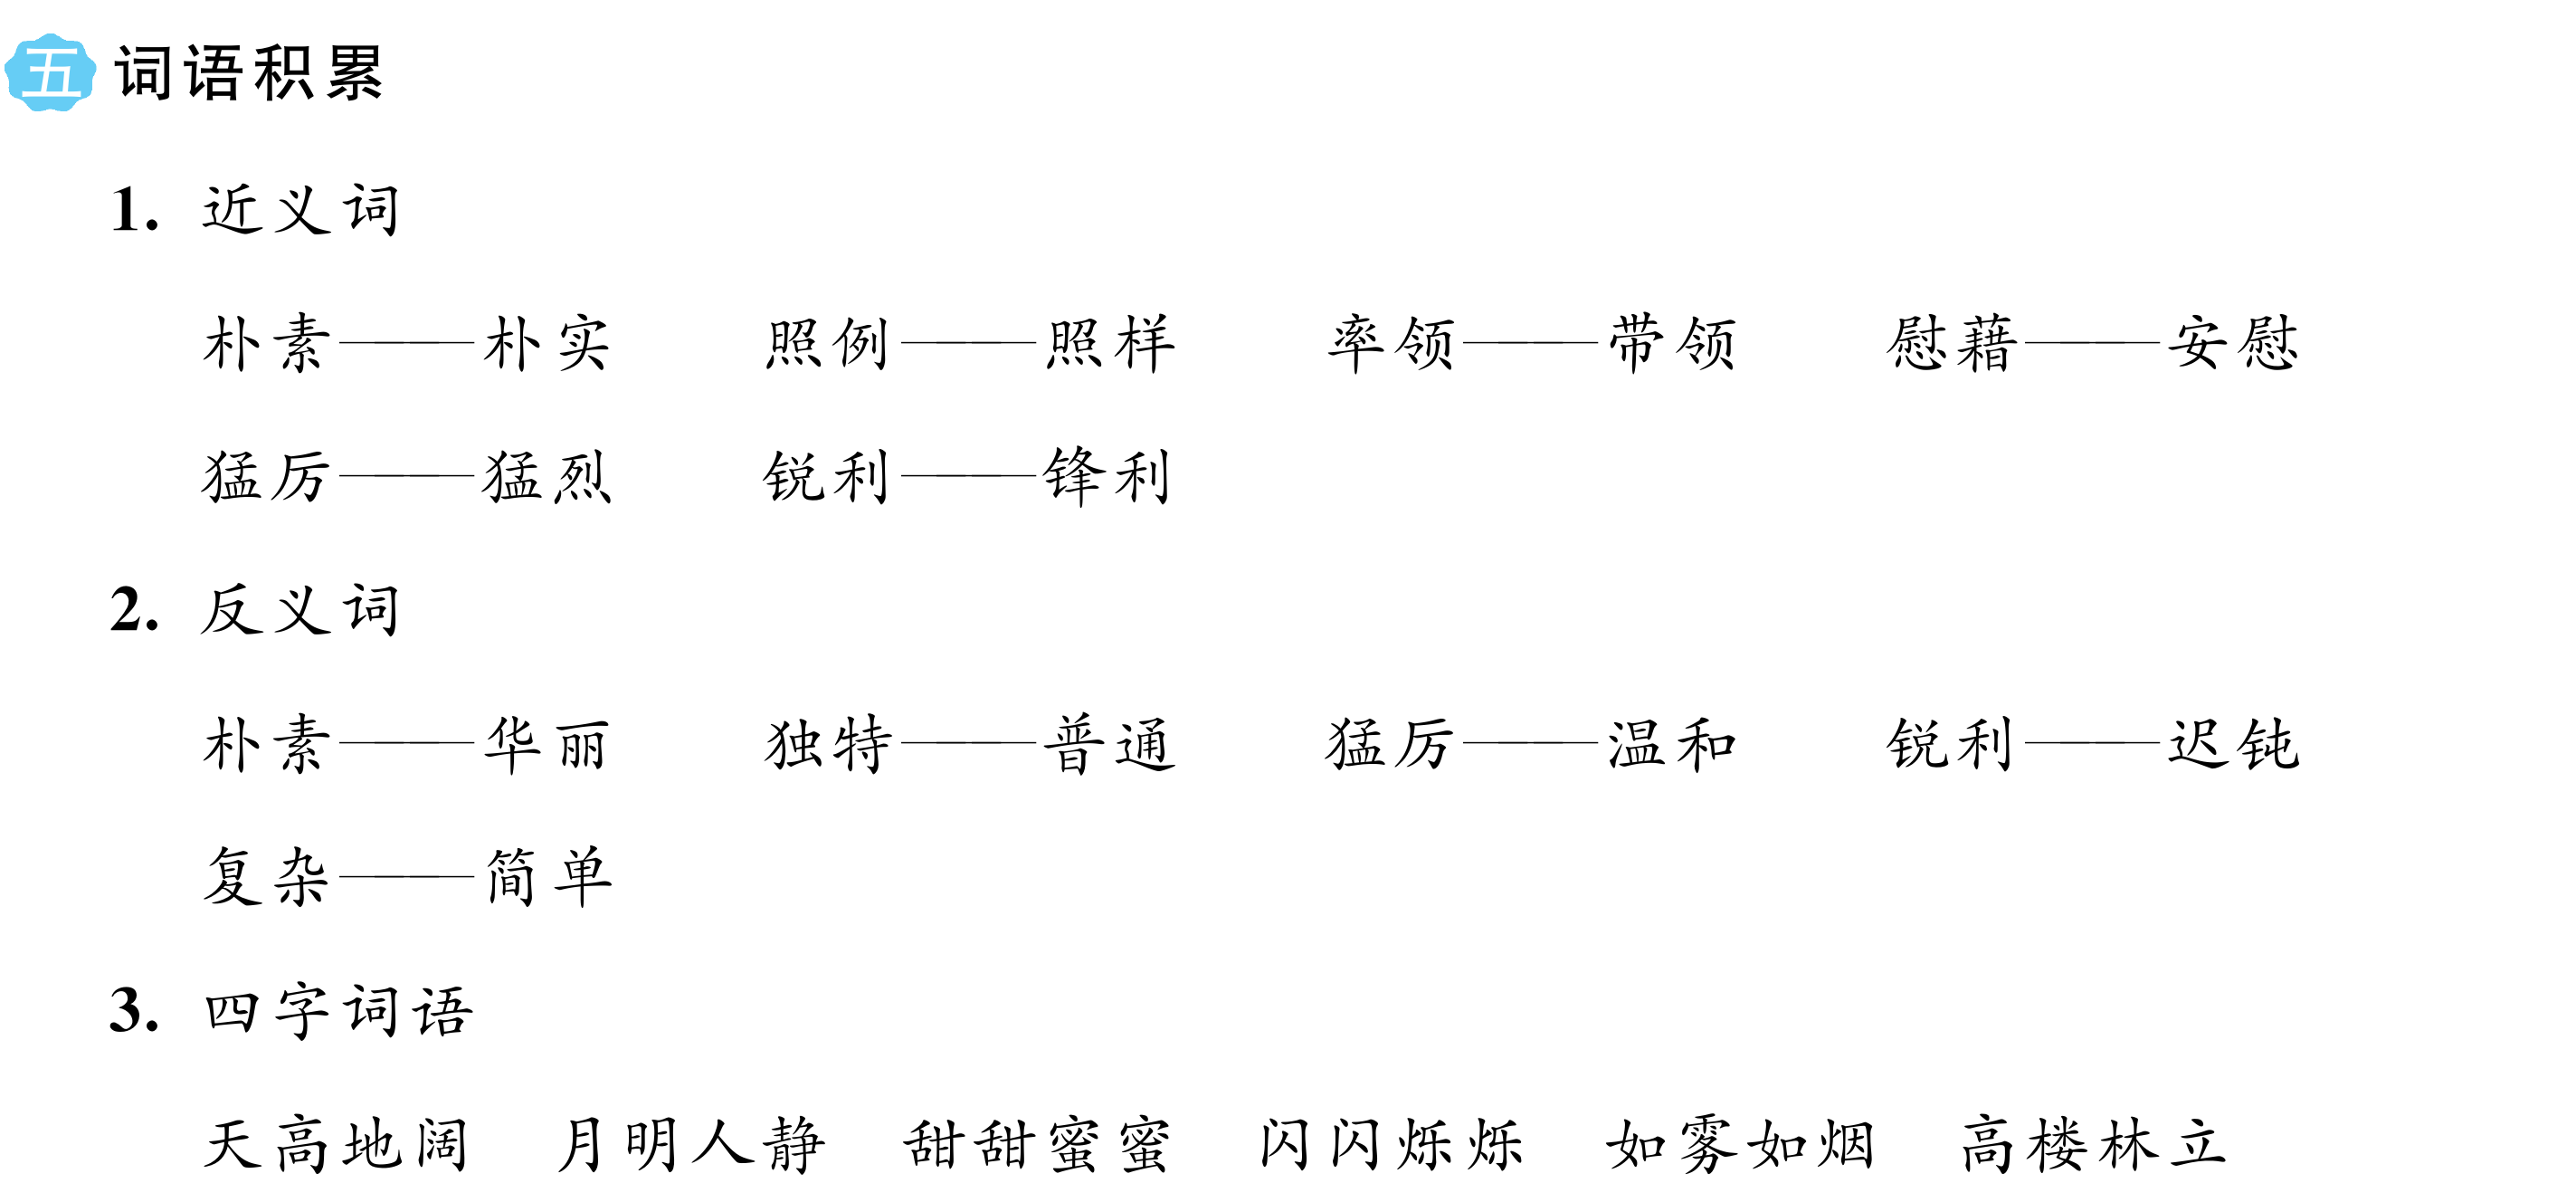 五 词语积累
1. 近义词
朴素——朴实 照例——照样 率领——带领 慰藉——安慰
猛厉——猛烈 锐利——锋利
2. 反义词
朴素——华丽 独特——普通 猛厉——温和 锐利——迟钝
复杂——简单
3. 四字词语
天高地阔 月明人静 甜甜蜜蜜 闪闪烁烁 如雾如烟 高楼林立